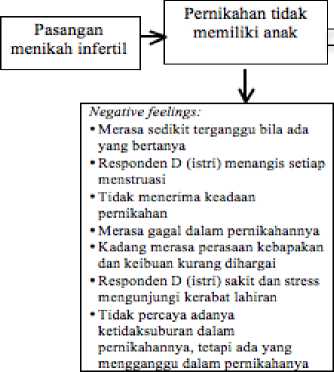 Pasangan
menikah infertil
Pernikahan tidak
memiliki anak
Negative feelings:
• Merasa sedikit terganggu bila ada
yang bertanya
• Responden D (istri) menangis setiap
menstruasi
• Tidak menerima keadaan
pernikahan
• Merasa gagal dalam pernikahannya
• Kadang merasa perasaan kebapakan
dan keibuan kurang dihargai
• Responden D (istri) sakit dan stress
mengunjungi kerabat lahiran
• Tidak percaya adanya
ketidaksuburan dalam
pernikahannya, tetapi ada yang
mengganggu dalam pernikahanya